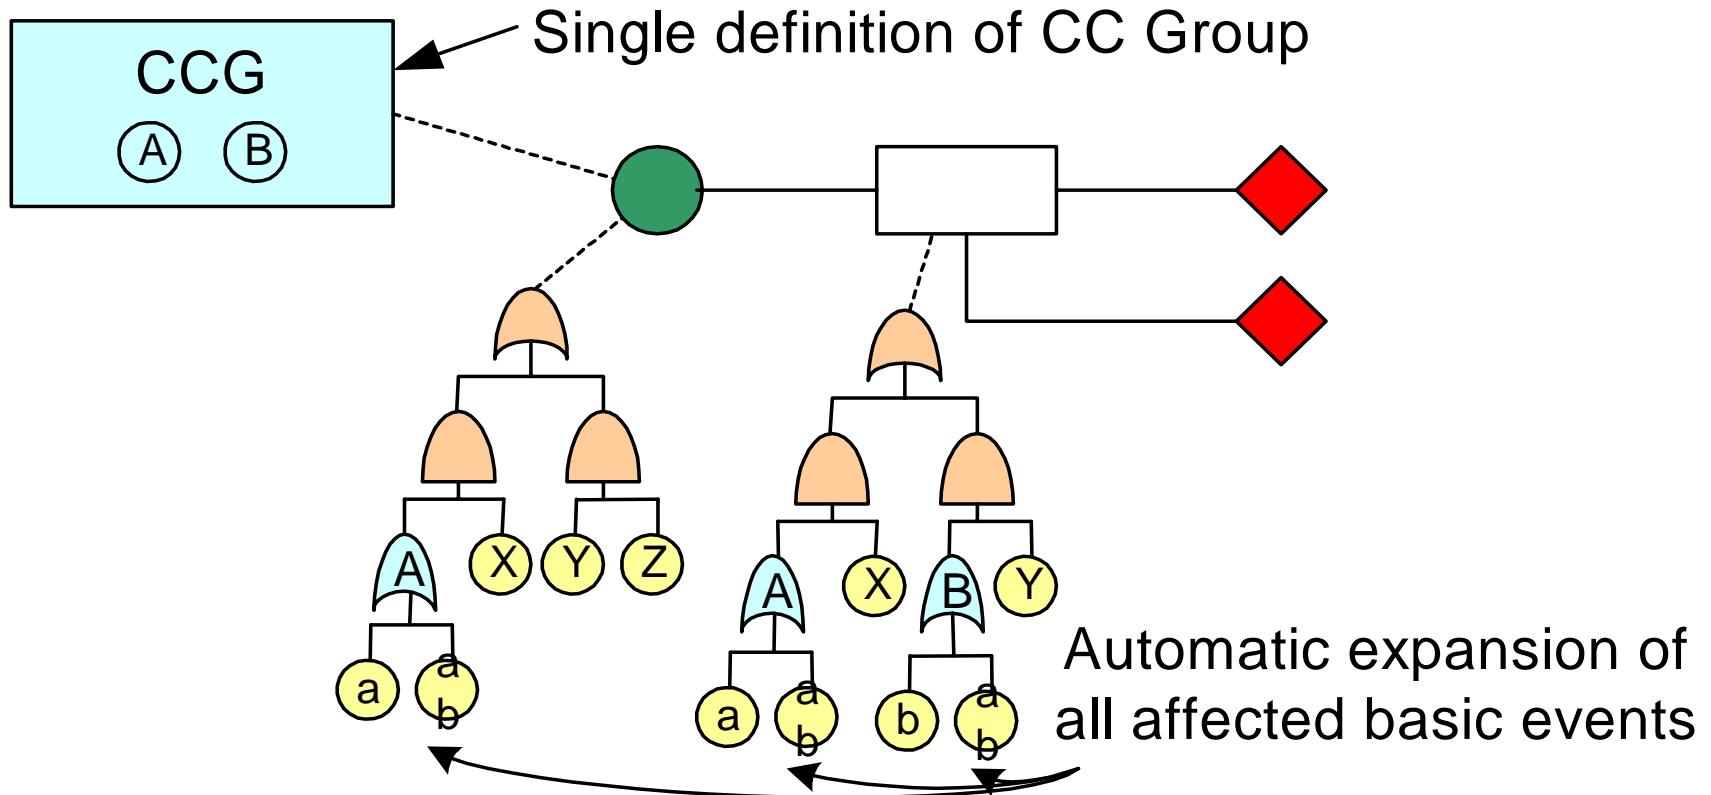 Single definition of CC Group
CCG
A B
A X Y Z
A X B Y
a a
b
a a
b
b a
b
Automatic expansion of
all affected basic events